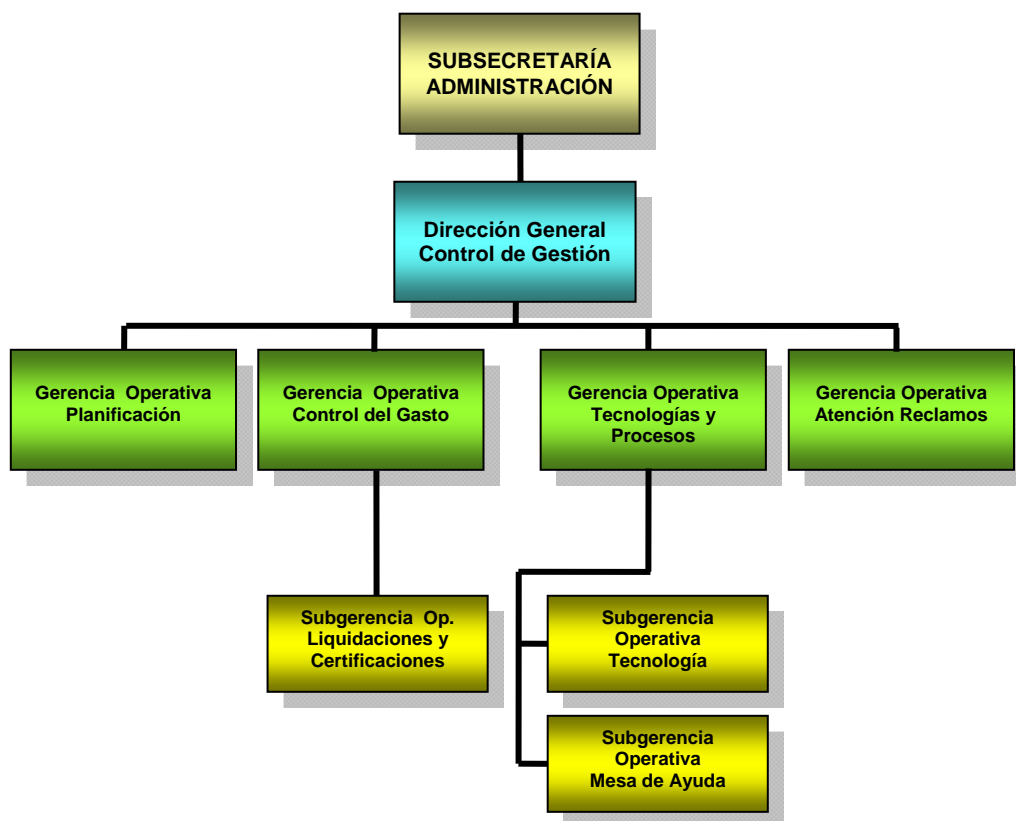 SUBSECRETARÍA
ADMINISTRACIÓN
Dirección General
Control de Gestión
Gerencia Operativa
Planificación
Gerencia Operativa
Control del Gasto
Gerencia Operativa
Tecnologías y
Procesos
Gerencia Operativa
Atención Reclamos
Subgerencia Op.
Liquidaciones y
Certificaciones
Subgerencia
Operativa
Tecnología
Subgerencia
Operativa
Mesa de Ayuda